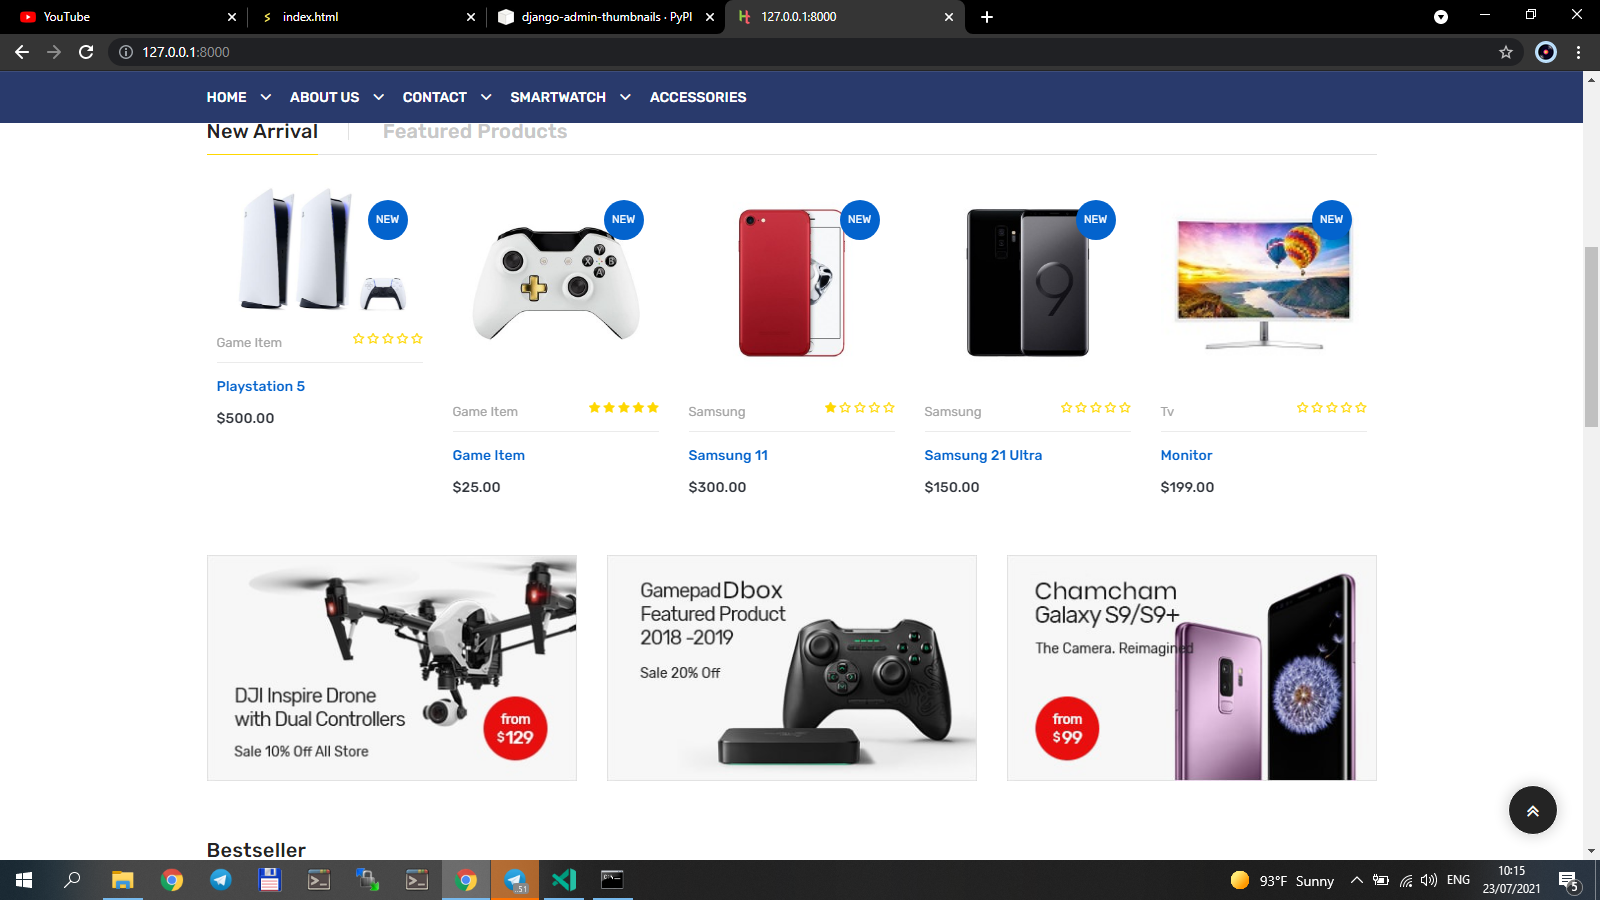 YouTube
index.html
django-admin-thumbnails · PyPI
127.0.0.1:8000
127.0.0.1:8000
HOME ABOUT US CONTACT SMARTWATCH ACCESSORIES
New Arrival Featured Products
NEW NEW NEW NEW NEW
Y
X B
A
9
Game Item
Playstation 5
$500.00
Game Item Samsung Samsung Tv
Game Item Samsung 11 Samsung 21 Ultra Monitor
$25.00 $300.00 $150.00 $199.00
DJI Inspire Drone
with Dual Controllers
Sale 10% Off All Store
from
$129
Gamepad Dbox
Featured Product
2018 -2019
Sale 20% Off
Chamcham
Galaxy S9/S9+
The Camera. Reimagined
from
$99
Bestseller
..51
93°F Sunny
ENG
10:15
23/07/2021
5